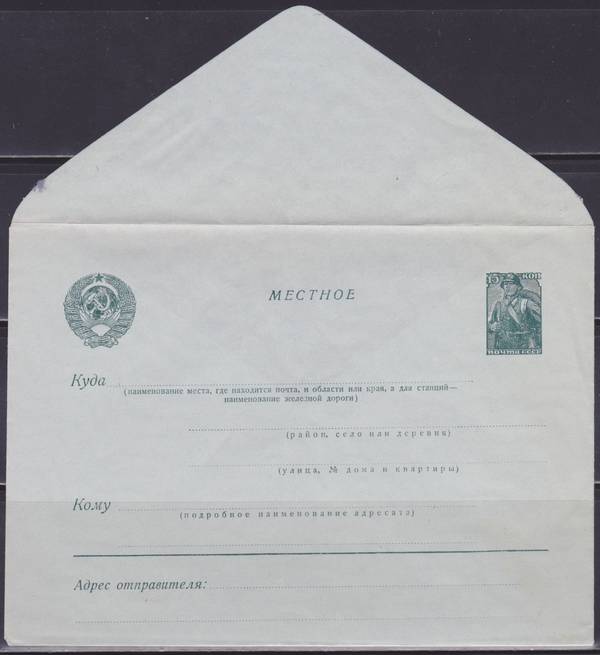 МЕСТНОЕ
15 КОП
ПОЧТА СССР
Куда
(наименование места, где находится почта, и области или края, а для станций—
наименование железной дороги)
(район, село или деревня)
(улица, № дома и квартиры)
Кому
(подробное наименование адресата)
Адрес отправителя: